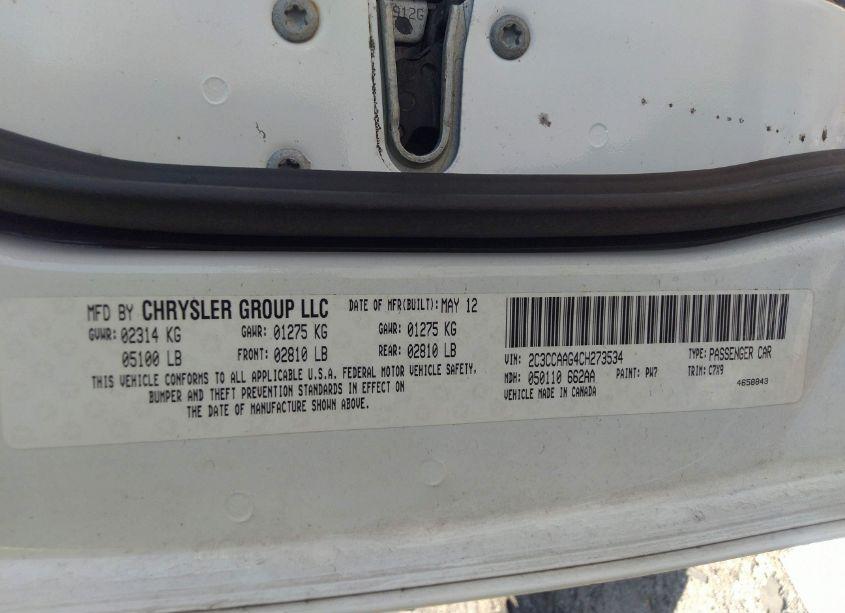 912G
MFD BY CHRYSLER GROUP LLC DATE OF MFR(BUILT): MAY 12
GVWR: 02314 KG GAWR: 01275 KG GAWR: 01275 KG
05100 LB FRONT: 02810 LB REAR: 02810 LB
THIS VEHICLE CONFORMS TO ALL APPLICABLE U.S.A. FEDERAL MOTOR VEHICLE SAFETY,
BUMPER AND THEFT PREVENTION STANDARDS IN EFFECT ON
THE DATE OF MANUFACTURE SHOWN ABOVE.
VIN: 2C3CCAAG4CH273534 TYPE: PASSENGER CAR
MDH: 050110 662AA PAINT: PW7 TRIM: C7X9
VEHICLE MADE IN CANADA 4658043